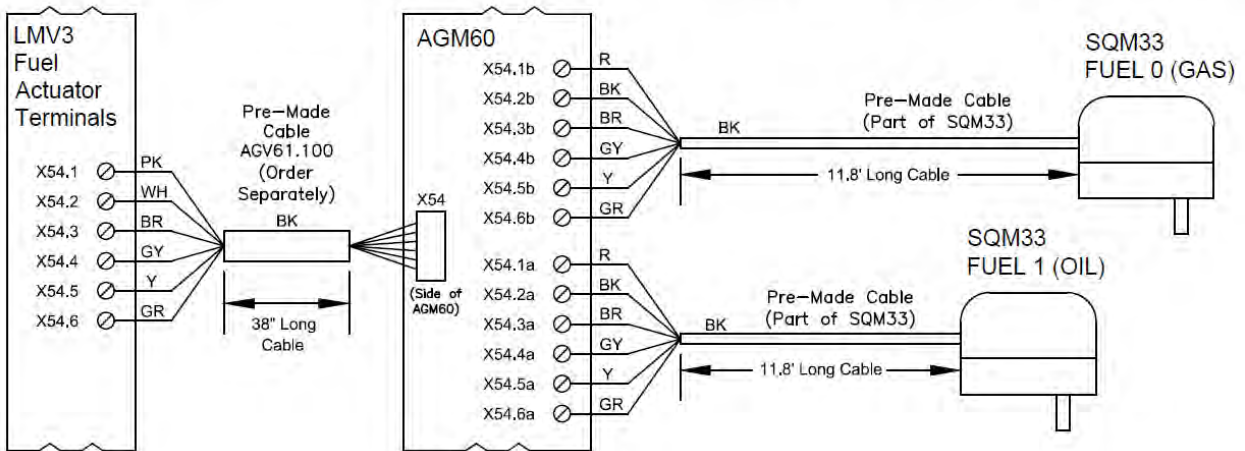 LMV3
Fuel
Actuator
Terminals
X54.1
PK
X54.2
WH
X54.3
BR
X54.4
GY
X54.5
Y
X54.6
GR
Pre-Made
Cable
AGV61.100
(Order
Separately)
BK
38" Long
Cable
AGM60
X54
(Side of
AGM60)
X54.1b
R
X54.2b
BK
X54.3b
BR
X54.4b
GY
X54.5b
Y
X54.6b
GR
BK
Pre-Made Cable
(Part of SQM33)
11.8' Long Cable
SQM33
FUEL 0 (GAS)
X54.1a
R
X54.2a
BK
X54.3a
BR
X54.4a
GY
X54.5a
Y
X54.6a
GR
BK
Pre-Made Cable
(Part of SQM33)
11.8' Long Cable
SQM33
FUEL 1 (OIL)